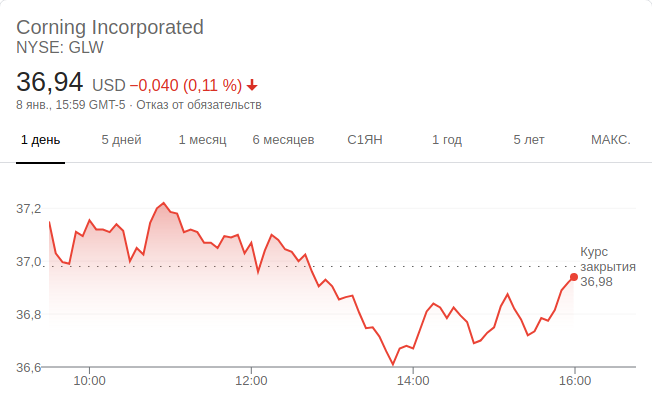 Corning Incorporated
NYSE: GLW
36,94 USD −0,040 (0,11 %)
8 янв., 15:59 GMT-5 · Отказ от обязательств
1 день 5 дней 1 месяц 6 месяцев С1ЯН 1 год 5 лет МАКС.
37,2
37,0
36,8
36,6
Курс
закрытия
36,98
10:00 12:00 14:00 16:00